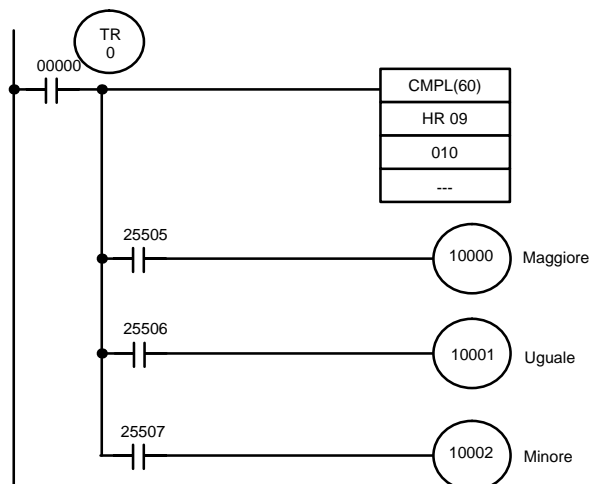 TR
0
00000
CMPL(60)
HR 09
010
---
25505
10000 Maggiore
25506
10001 Uguale
25507
10002 Minore